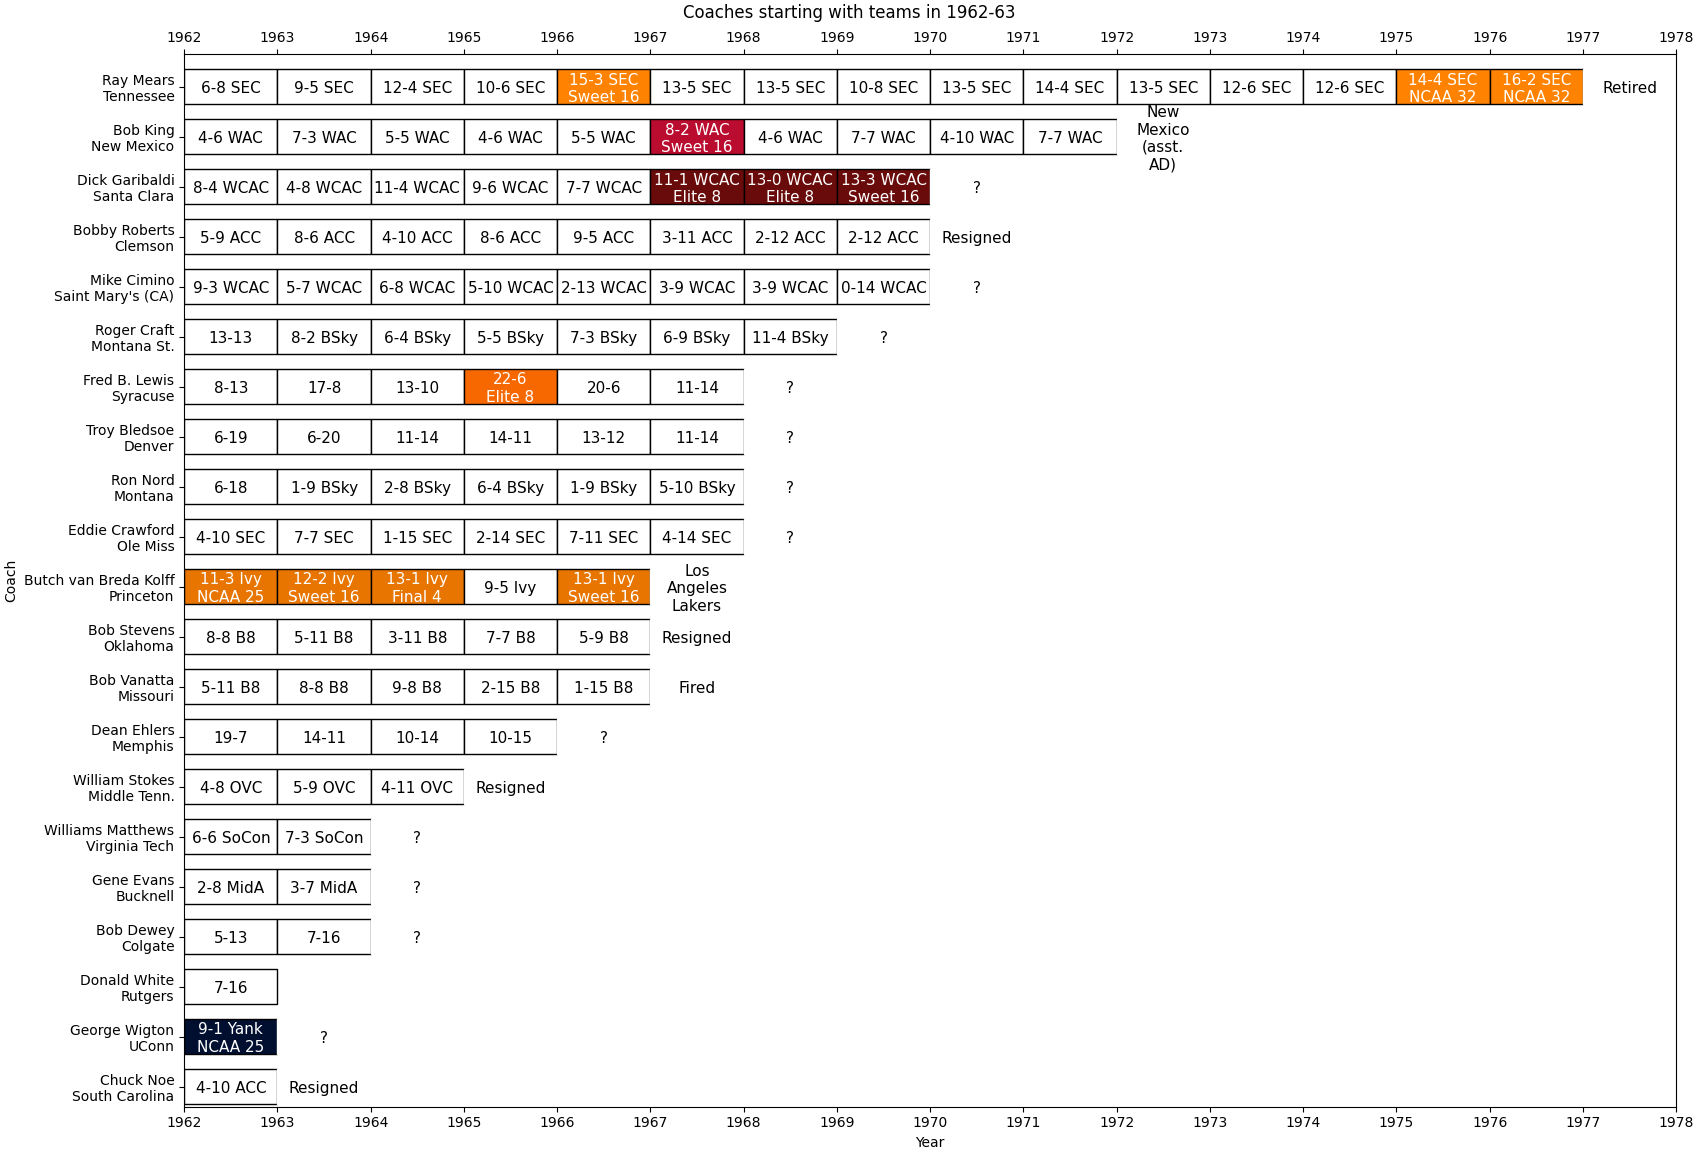 Coaches starting with teams in 1962-63
1962 1963 1964 1965 1966 1967 1968 1969 1970 1971 1972 1973 1974 1975 1976 1977 1978
Ray Mears
Tennessee
6-8 SEC 9-5 SEC 12-4 SEC 10-6 SEC 15-3 SEC
Sweet 16
13-5 SEC 13-5 SEC 10-8 SEC 13-5 SEC 14-4 SEC 13-5 SEC 12-6 SEC 12-6 SEC 14-4 SEC
NCAA 32
16-2 SEC
NCAA 32
Retired
Bob King
New Mexico
4-6 WAC 7-3 WAC 5-5 WAC 4-6 WAC 5-5 WAC 8-2 WAC
Sweet 16
4-6 WAC 7-7 WAC 4-10 WAC 7-7 WAC
New
Mexico
(asst.
AD)
Dick Garibaldi
Santa Clara
8-4 WCAC 4-8 WCAC 11-4 WCAC 9-6 WCAC 7-7 WCAC 11-1 WCAC
Elite 8
13-0 WCAC
Elite 8
13-3 WCAC
Sweet 16
?
Bobby Roberts
Clemson
5-9 ACC 8-6 ACC 4-10 ACC 8-6 ACC 9-5 ACC 3-11 ACC 2-12 ACC 2-12 ACC Resigned
Mike Cimino
Saint Mary's (CA)
9-3 WCAC 5-7 WCAC 6-8 WCAC 5-10 WCAC 2-13 WCAC 3-9 WCAC 3-9 WCAC 0-14 WCAC ?
Roger Craft
Montana St.
13-13 8-2 BSky 6-4 BSky 5-5 BSky 7-3 BSky 6-9 BSky 11-4 BSky ?
Fred B. Lewis
Syracuse
8-13 17-8 13-10 22-6
Elite 8
20-6 11-14 ?
Troy Bledsoe
Denver
6-19 6-20 11-14 14-11 13-12 11-14 ?
Ron Nord
Montana
6-18 1-9 BSky 2-8 BSky 6-4 BSky 1-9 BSky 5-10 BSky ?
Eddie Crawford
Ole Miss
4-10 SEC 7-7 SEC 1-15 SEC 2-14 SEC 7-11 SEC 4-14 SEC ?
Butch van Breda Kolff
Princeton
11-3 Ivy
NCAA 25
12-2 Ivy
Sweet 16
13-1 Ivy
Final 4
9-5 Ivy
13-1 Ivy
Sweet 16
Los
Angeles
Lakers
Bob Stevens
Oklahoma
8-8 B8 5-11 B8 3-11 B8 7-7 B8 5-9 B8 Resigned
Bob Vanatta
Missouri
5-11 B8 8-8 B8 9-8 B8 2-15 B8 1-15 B8 Fired
Dean Ehlers
Memphis
19-7 14-11 10-14 10-15 ?
William Stokes
Middle Tenn.
4-8 OVC 5-9 OVC 4-11 OVC Resigned
Williams Matthews
Virginia Tech
6-6 SoCon 7-3 SoCon ?
Gene Evans
Bucknell
2-8 MidA 3-7 MidA ?
Bob Dewey
Colgate
5-13 7-16 ?
Donald White
Rutgers
7-16
George Wigton
UConn
9-1 Yank
NCAA 25
?
Chuck Noe
South Carolina
4-10 ACC Resigned
1962 1963 1964 1965 1966 1967 1968 1969 1970 1971 1972 1973 1974 1975 1976 1977 1978
Year
Coach